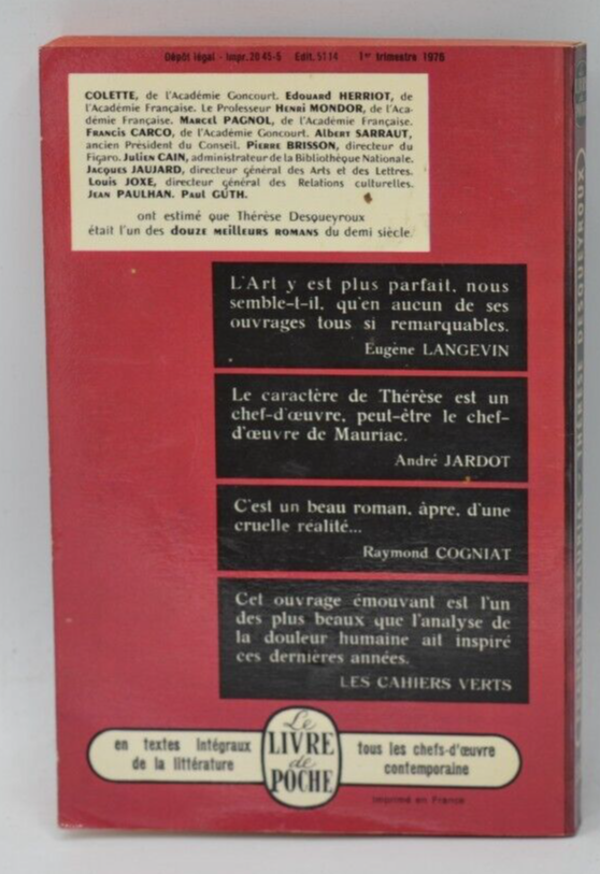 Dépôt légal - Impr. 2045-5 Edit. 5114 1er trimestre 1976
COLETTE, de l'Académie Goncourt. Edouard HERRIOT, de
l'Académie Française. Le Professeur Henri MONDOR, de l'Aca-
démie Française. Marcel PAGNOL, de l'Académie Française.
Francis CARCO, de l'Académie Goncourt. Albert SARRAUT,
ancien Président du Conseil. Pierre BRISSON, directeur du
Figaro. Julien CAIN, administrateur de la Bibliothèque Nationale.
Jacques JAUJARD, directeur général des Arts et des Lettres.
Louis JOXE, directeur général des Relations culturelles.
Jean PAULHAN. Paul GUTH.
ont estimé que Thérèse Desqueyroux
était l'un des douze meilleurs romans du demi siècle.
L'Art y est plus parfait, nous
semble-t-il, qu'en aucun de ses
ouvrages tous si remarquables.
Eugène LANGEVIN
Le caractère de Thérèse est un
chef-d'œuvre, peut-être le chef-
d'œuvre de Mauriac.
André JARDOT
C'est un beau roman, âpre, d'une
cruelle réalité...
Raymond COGNIAT
Cet ouvrage émouvant est l'un
des plus beaux que l'analyse de
la douleur humaine ait inspiré
ces dernières années.
LES CAHIERS VERTS
en textes intégraux
de la littérature
Le
LIVRE
de
POCHE
tous les chefs-d'œuvre
contemporaine
Imprimé en France
MAURIAC - THÉRÈSE DESQUEYROUX